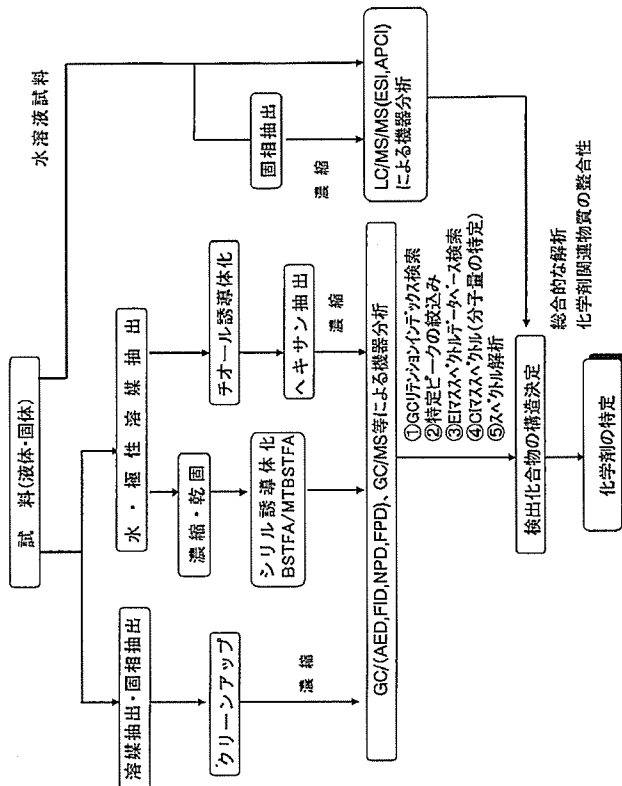 試　料(液体・固体)
水溶液試料
溶媒抽出・固相抽出
水・極性溶媒抽出
クリーンアップ
濃縮・乾固
チオール誘導体化
固相抽出
シリル誘導体化
BSTFA/MTBSTFA
ヘキサン抽出
濃縮
濃縮
濃縮
GC/(AED,FID,NPD,FPD)、GC/MS等による機器分析
LC/MS/MS(ESI,APCI)
による機器分析
①GCリテンションインデックス検索
②特定ピークの絞込み
③EIマススペクトルデータベース検索
④CIマススペクトル(分子量の特定)
⑤スペクトル解析
検出化合物の構造決定
総合的な解析
化学剤関連物質の整合性
化学剤の特定